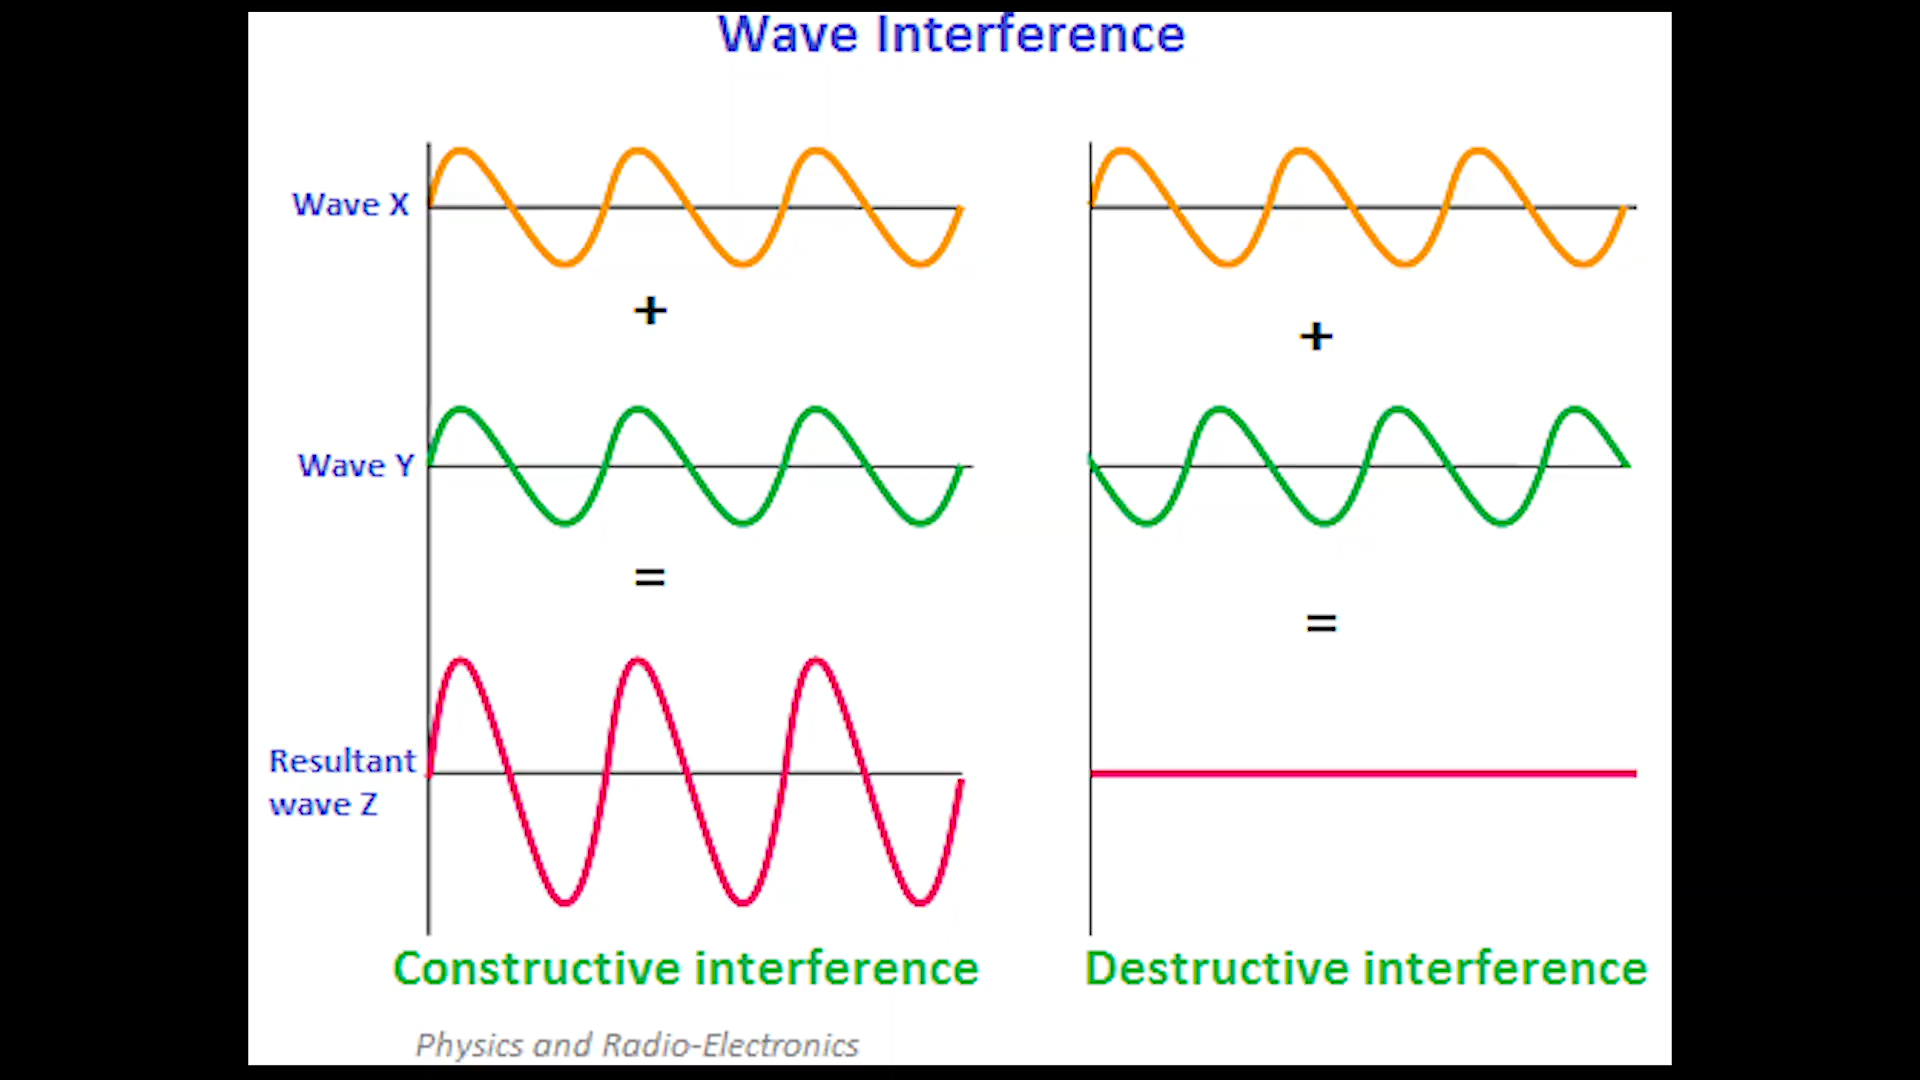 Wave Interference
Wave X
+
+
Wave Y
=
=
Resultant
wave Z
Constructive interference
Destructive interference
Physics and Radio-Electronics